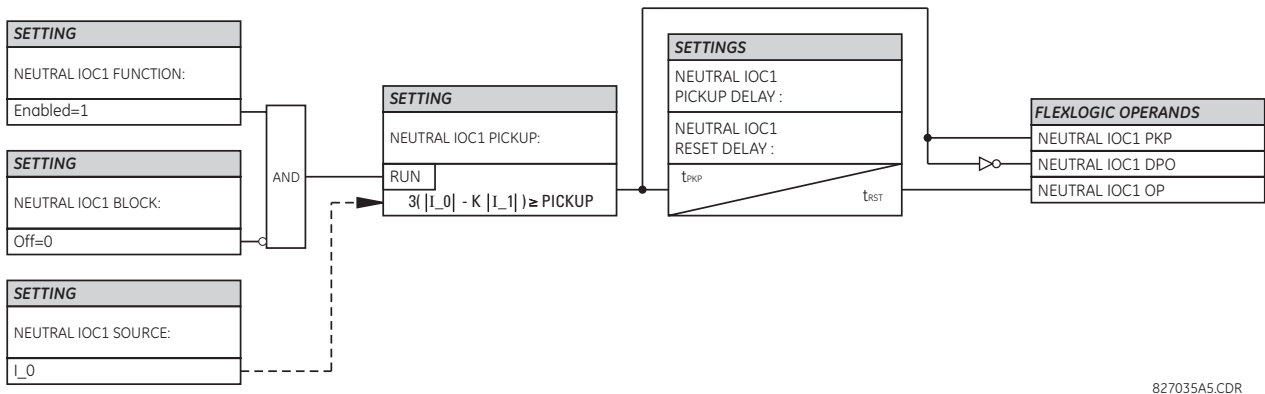 SETTING
NEUTRAL IOC1 FUNCTION:
Enabled=1
SETTING
NEUTRAL IOC1 BLOCK:
Off=0
SETTING
NEUTRAL IOC1 SOURCE:
I_0
AND
SETTING
NEUTRAL IOC1 PICKUP:
RUN
3( |I_0| - K |I_1| ) ≥ PICKUP
SETTINGS
NEUTRAL IOC1
PICKUP DELAY :
NEUTRAL IOC1
RESET DELAY :
tPKP
tRST
FLEXLOGIC OPERANDS
NEUTRAL IOC1 PKP
NEUTRAL IOC1 DPO
NEUTRAL IOC1 OP
827035A5.CDR